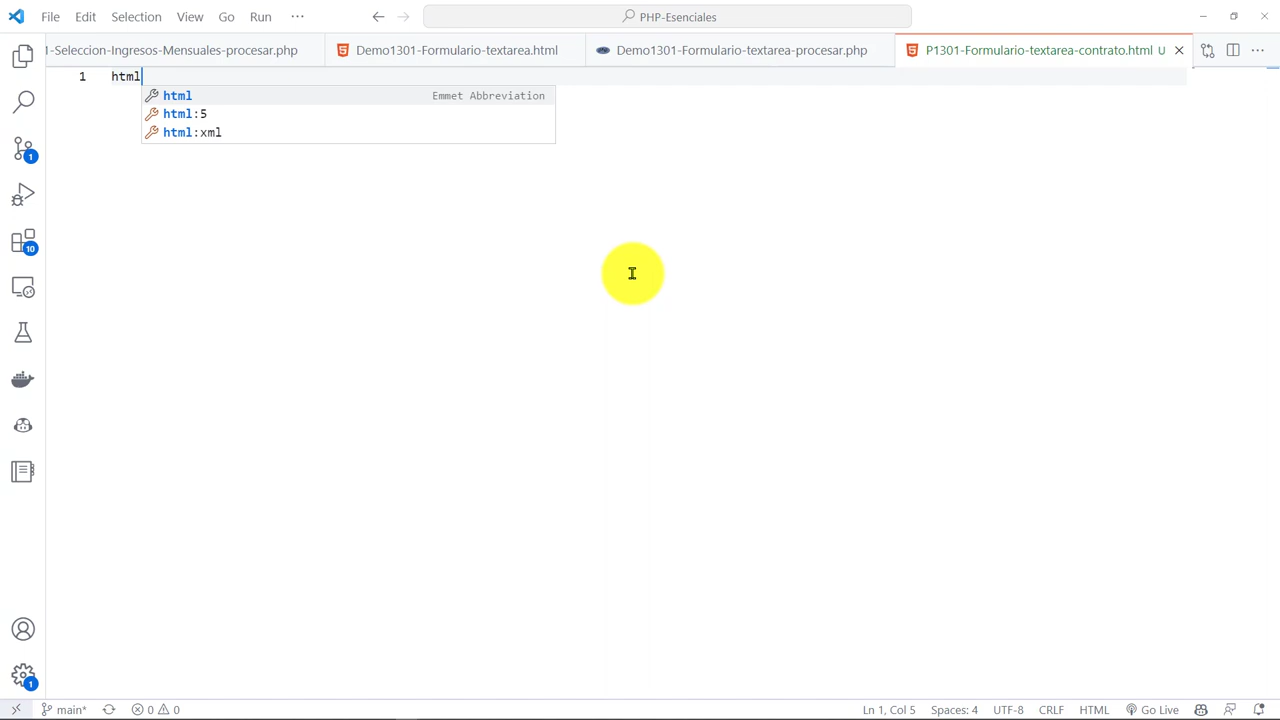 File Edit Selection View Go Run ··· PHP-Esenciales
1-Seleccion-Ingresos-Mensuales-procesar.php Demo1301-Formulario-textarea.html Demo1301-Formulario-textarea-procesar.php P1301-Formulario-textarea-contrato.html U
1 html
html Emmet Abbreviation
html:5
html:xml
1
10
1
main* 0 0 Ln 1, Col 5 Spaces: 4 UTF-8 CRLF HTML Go Live